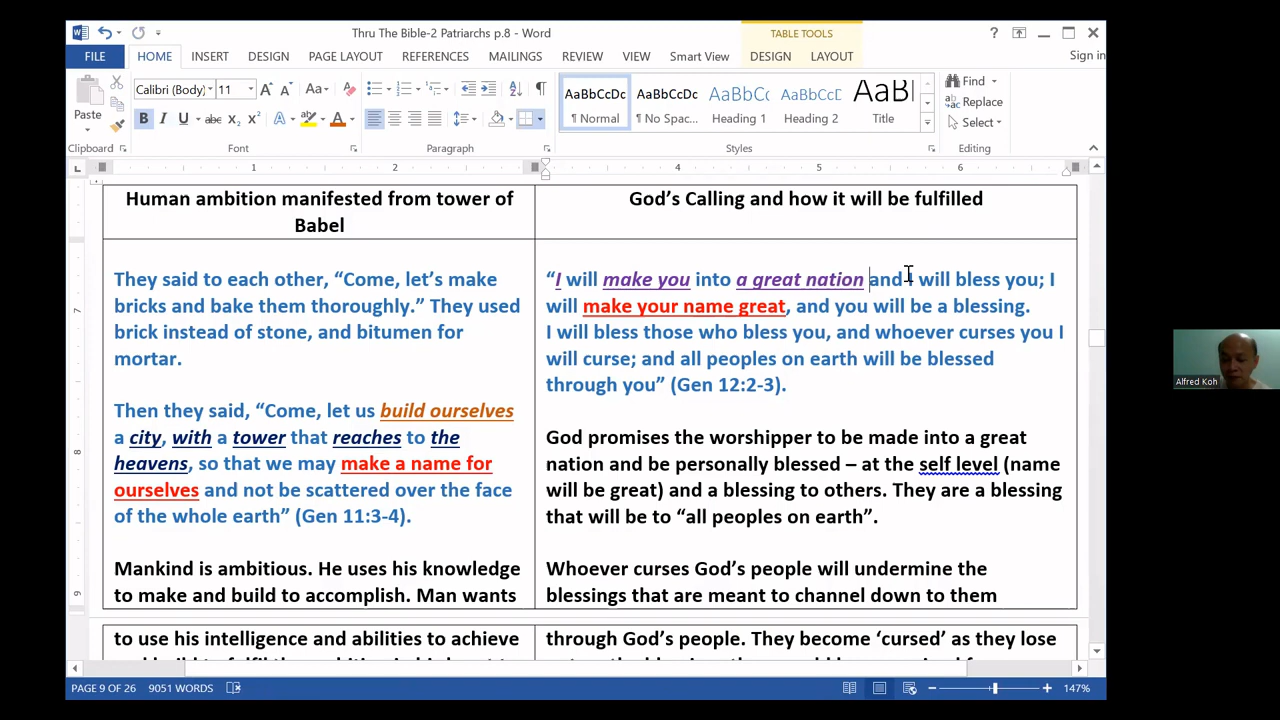 Thru The Bible-2 Patriarchs p.8 - Word
TABLE TOOLS
?
FILE HOME INSERT DESIGN PAGE LAYOUT REFERENCES MAILINGS REVIEW VIEW Smart View DESIGN LAYOUT
Sign in
Paste
Calibri (Body) 11
AaBbCcDc AaBbCcDc AaBbCc AaBbCcD AaBl
¶ Normal ¶ No Spac... Heading 1 Heading 2 Title
Find
Replace
Select
Clipboard Font Paragraph Styles Editing
1 2 4 5 6
7
8
9
Human ambition manifested from tower of
Babel
They said to each other, “Come, let’s make
bricks and bake them thoroughly.” They used
brick instead of stone, and bitumen for
mortar.
Then they said, “Come, let us build ourselves
a city, with a tower that reaches to the
heavens, so that we may make a name for
ourselves and not be scattered over the face
of the whole earth” (Gen 11:3-4).
Mankind is ambitious. He uses his knowledge
to make and build to accomplish. Man wants
to use his intelligence and abilities to achieve
God’s Calling and how it will be fulfilled
“I will make you into a great nation and I will bless you; I
will make your name great, and you will be a blessing.
I will bless those who bless you, and whoever curses you I
will curse; and all peoples on earth will be blessed
through you” (Gen 12:2-3).
God promises the worshipper to be made into a great
nation and be personally blessed – at the self level (name
will be great) and a blessing to others. They are a blessing
that will be to “all peoples on earth”.
Whoever curses God’s people will undermine the
blessings that are meant to channel down to them
through God’s people. They become ‘cursed’ as they lose
PAGE 9 OF 26 9051 WORDS
147%
Alfred Koh